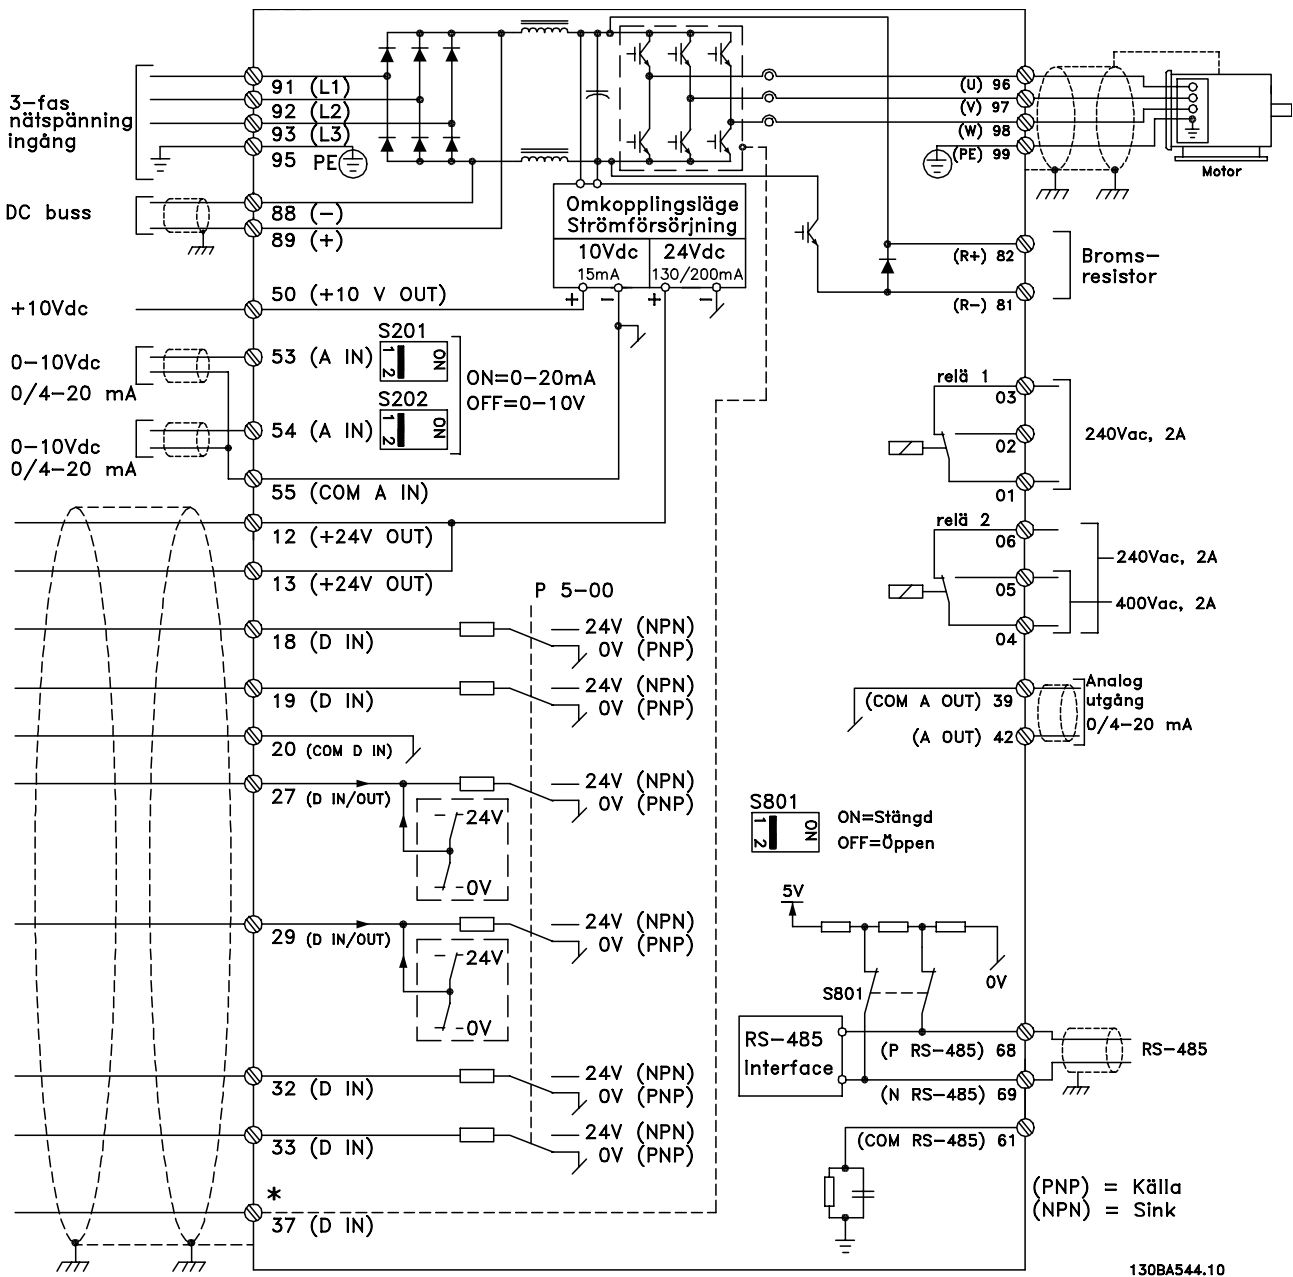 3-fas
nätspänning
ingång
91 (L1)
92 (L2)
93 (L3)
95 PE
DC buss
88 (−)
89 (+)
+10Vdc
50 (+10 V OUT)
0−10Vdc
0/4−20 mA
53 (A IN)
S201
1 2
ON
0−10Vdc
0/4−20 mA
54 (A IN)
S202
1 2
ON
ON=0−20mA
OFF=0−10V
55 (COM A IN)
12 (+24V OUT)
13 (+24V OUT)
P 5-00
18 (D IN)
24V (NPN)
0V (PNP)
19 (D IN)
24V (NPN)
0V (PNP)
20 (COM D IN)
27 (D IN/OUT)
24V (NPN)
0V (PNP)
24V
0V
29 (D IN/OUT)
24V (NPN)
0V (PNP)
24V
0V
32 (D IN)
24V (NPN)
0V (PNP)
33 (D IN)
24V (NPN)
0V (PNP)
*
37 (D IN)
Omkopplingsläge
Strömförsörjning
10Vdc
15mA
24Vdc
130/200mA
+ − + −
(U) 96
(V) 97
(W) 98
(PE) 99
Motor
(R+) 82
(R−) 81
Broms−
resistor
relä 1
03
02
01
240Vac, 2A
relä 2
06
05
04
240Vac, 2A
400Vac, 2A
(COM A OUT) 39
(A OUT) 42
Analog
utgång
0/4−20 mA
S801
1 2
ON
ON=Stängd
OFF=Öppen
5V
0V
S801
RS−485
Interface
(P RS−485) 68
(N RS−485) 69
RS−485
(COM RS−485) 61
(PNP) = Källa
(NPN) = Sink
130BA544.10